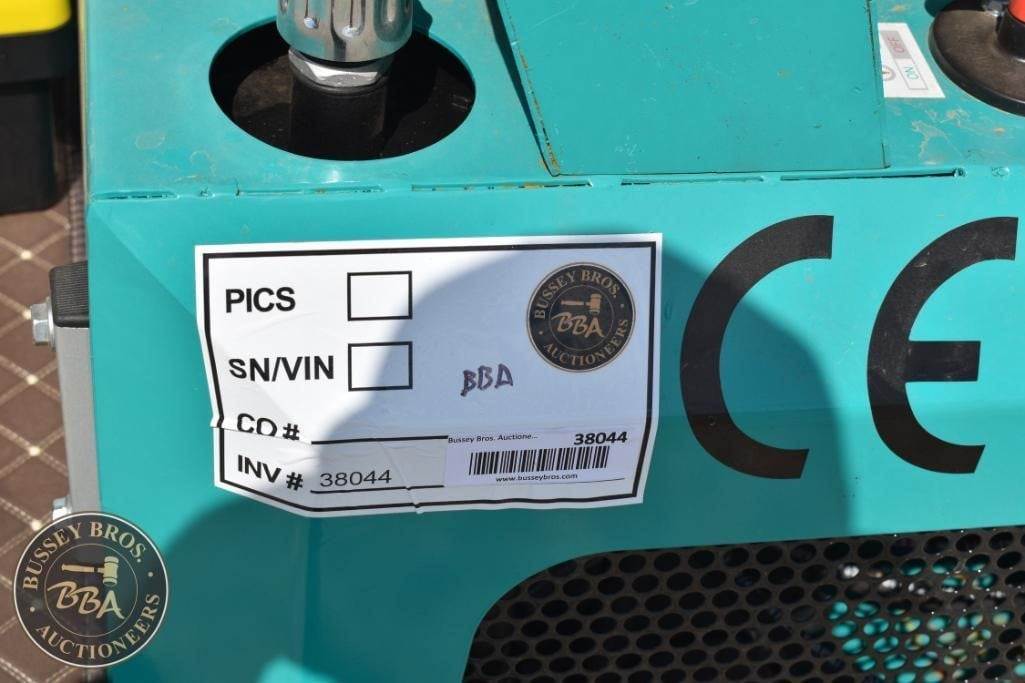 OFF
ON
PICS
BUSSEY BROS.
BBA
AUCTIONEERS
SN/VIN
BBA
CO #
Bussey Bros. Auctione... 38044
INV # 38044
www.busseybros.com
CE
BUSSEY BROS.
BBA
AUCTIONEERS